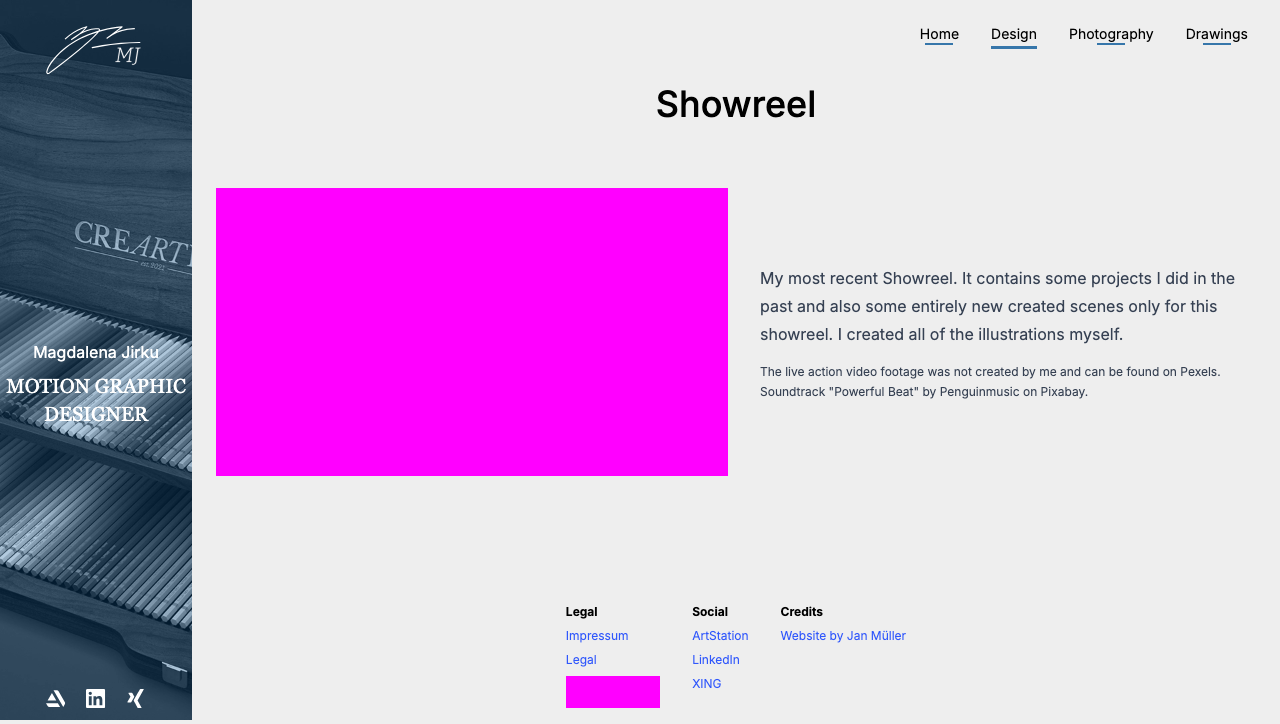 MJ
Home Design Photography Drawings
Showreel
CREART
est. 2021
Magdalena Jirku
MOTION GRAPHIC
DESIGNER
My most recent Showreel. It contains some projects I did in the
past and also some entirely new created scenes only for this
showreel. I created all of the illustrations myself.
The live action video footage was not created by me and can be found on Pexels.
Soundtrack "Powerful Beat" by Penguinmusic on Pixabay.
Legal
Impressum
Legal
Social
ArtStation
LinkedIn
XING
Credits
Website by Jan Müller
in